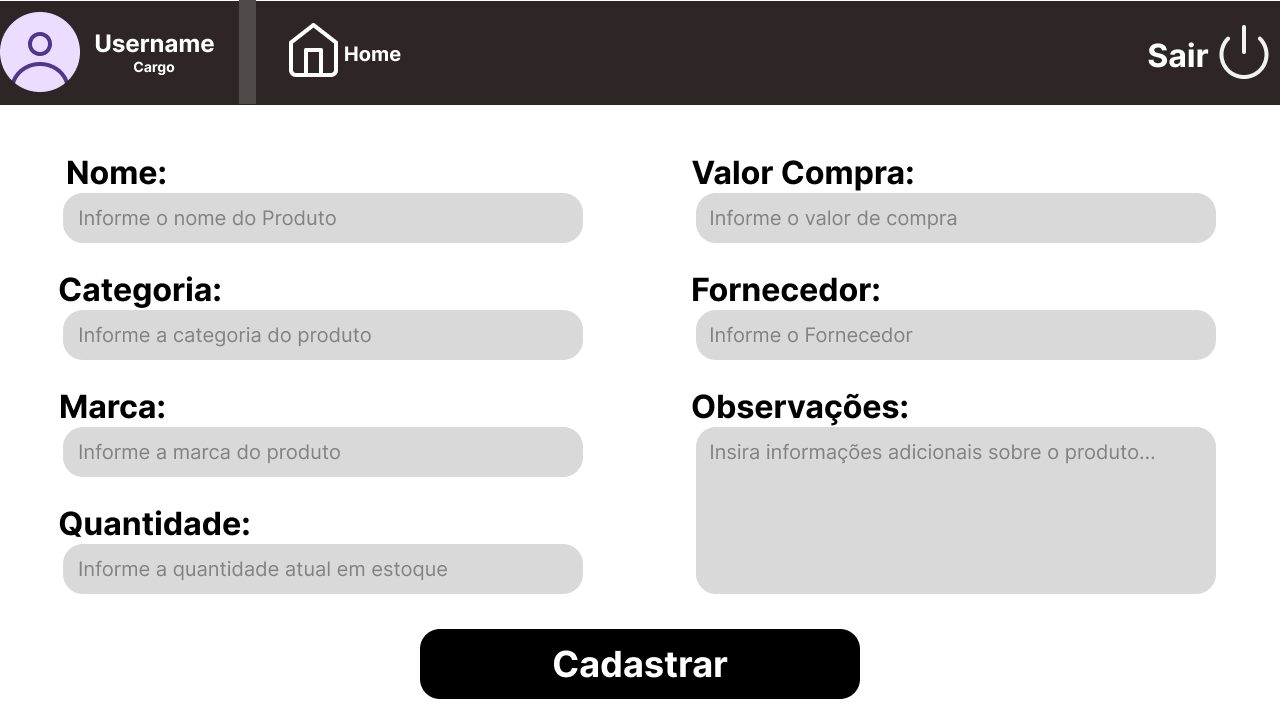 Username
Cargo
Home
Sair
Nome:
Informe o nome do Produto
Categoria:
Informe a categoria do produto
Marca:
Informe a marca do produto
Quantidade:
Informe a quantidade atual em estoque
Valor Compra:
Informe o valor de compra
Fornecedor:
Informe o Fornecedor
Observações:
Insira informações adicionais sobre o produto...
Cadastrar